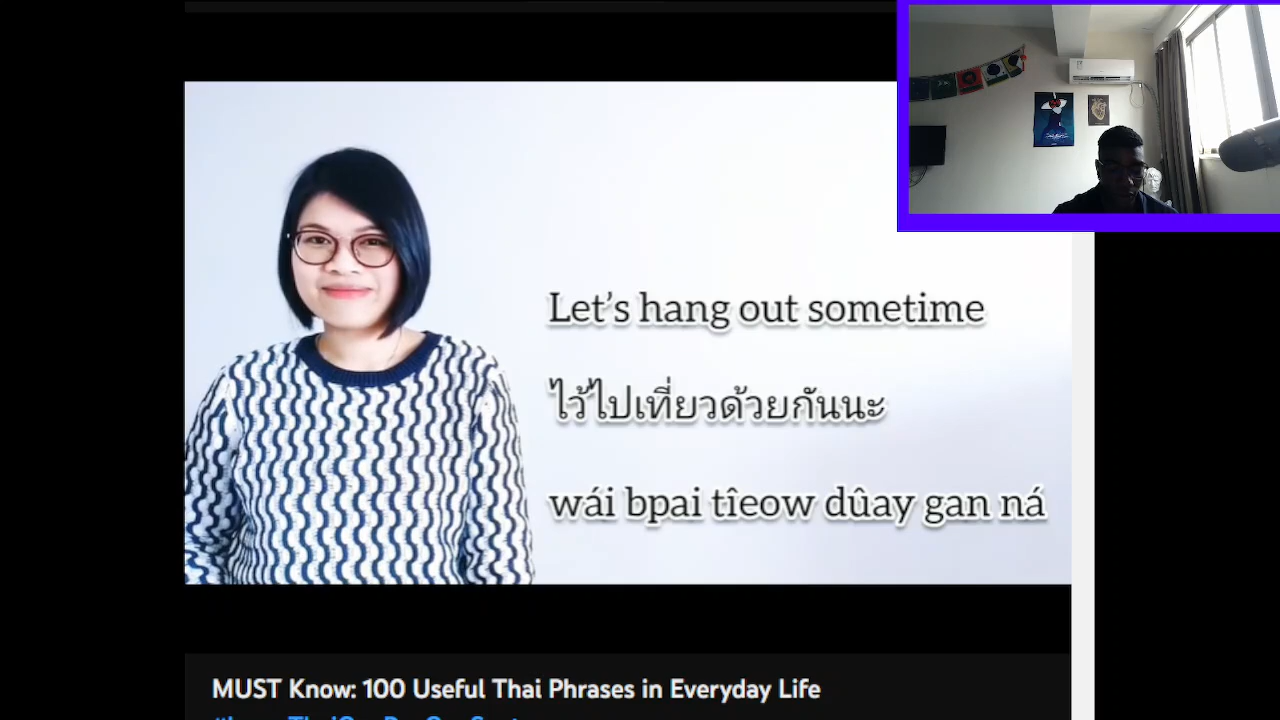 Let's hang out sometime
ไว้ไปเที่ยวด้วยกันนะ
wái bpai tîeow dûay gan ná
MUST Know: 100 Useful Thai Phrases in Everyday Life